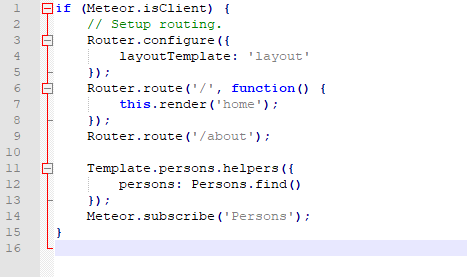 1 if (Meteor.isClient) {
2     // Setup routing.
3     Router.configure({
4         layoutTemplate: 'layout'
5     });
6     Router.route('/', function() {
7         this.render('home');
8     });
9     Router.route('/about');
10
11     Template.persons.helpers({
12         persons: Persons.find()
13     });
14     Meteor.subscribe('Persons');
15 }
16